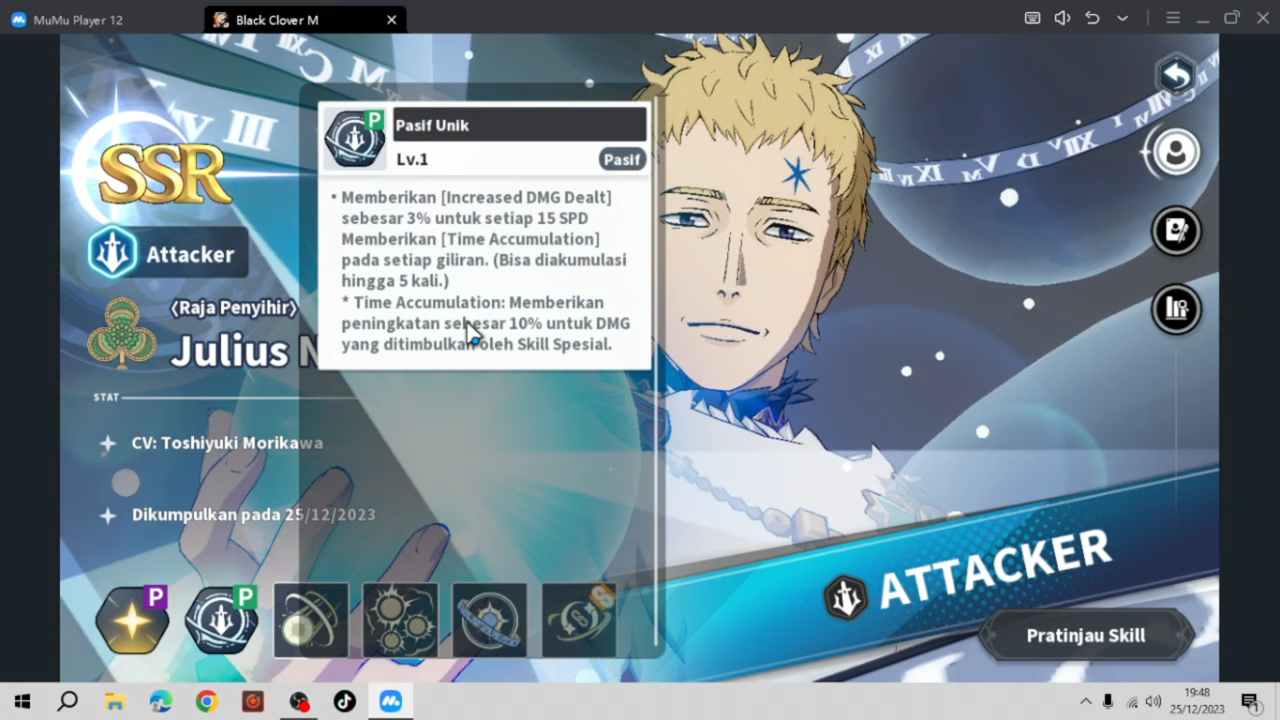 MuMu Player 12
Black Clover M
SSR
Attacker
〈Raja Penyihir〉
Julius N
STAT
CV: Toshiyuki Morikawa
Dikumpulkan pada 25/12/2023
P
Pasif Unik
Lv.1
Pasif
• Memberikan [Increased DMG Dealt]
sebesar 3% untuk setiap 15 SPD
Memberikan [Time Accumulation]
pada setiap giliran. (Bisa diakumulasi
hingga 5 kali.)
* Time Accumulation: Memberikan
peningkatan sebesar 10% untuk DMG
yang ditimbulkan oleh Skill Spesial.
P
P
S
ATTACKER
Pratinjau Skill
19:48
25/12/2023
1